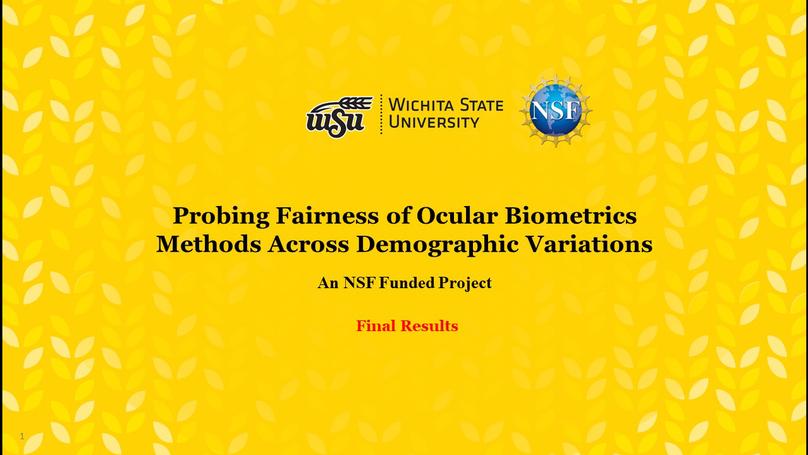 WSU
WICHITA STATE
UNIVERSITY
NSF
Probing Fairness of Ocular Biometrics
Methods Across Demographic Variations
An NSF Funded Project
Final Results
1